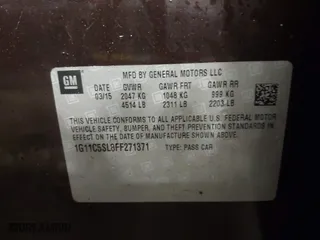 GM
MFD BY GENERAL MOTORS LLC
DATE GVWR GAWR FRT GAWR RR
03/15 2047 KG 1048 KG 999 KG
4514 LB 2311 LB 2203 LB
THIS VEHICLE CONFORMS TO ALL APPLICABLE U.S. FEDERAL MOTOR
VEHICLE SAFETY, BUMPER, AND THEFT PREVENTION STANDARDS
IN EFFECT ON THE DATE OF MANUFACTURE SHOWN ABOVE.
1G11C5SL8FF271371 TYPE: PASS CAR